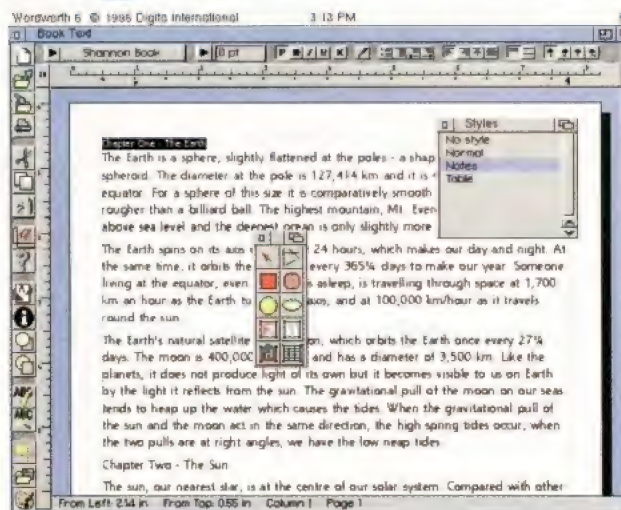 Wordworth 6 © 1996 Digita International 3:13 PM
Book Text
Shannon Book 8 pt P B I U K
Styles
No style
Normal
Notes
Table
Chapter One - The Earth
The Earth is a sphere, slightly flattened at the poles - a shap
spheroid. The diameter at the pole is 127,414 km and it is
equator. For a sphere of this size it is comparatively smooth
rougher than a billiard ball. The highest mountain, Mt. Even
above sea level and the deepest ocean is only slightly more
The Earth spins on its axis 24 hours, which makes our day and night. At
the same time, it orbits the every 365¼ days to make our year. Someone
living at the equator, even s asleep, is travelling through space at 1,700
km an hour as the Earth tu axis, and at 100,000 km/hour as it travels
round the sun
The Earth's natural satellite on, which orbits the Earth once every 27¼
days. The moon is 400,000 and has a diameter of 3,500 km. Like the
planets, it does not produce light of its own but it becomes visible to us on Earth
by the light it reflects from the sun. The gravitational pull of the moon on our seas
tends to heap up the water which causes the tides. When the gravitational pull of
the sun and the moon act in the same direction, the high spring tides occur, when
the two pulls are at right angles, we have the low neap tides
Chapter Two - The Sun
The sun, our nearest star, is at the centre of our solar system. Compared with other
From Left: 2.14 in From Top: 0.55 in Column 1 Page 1